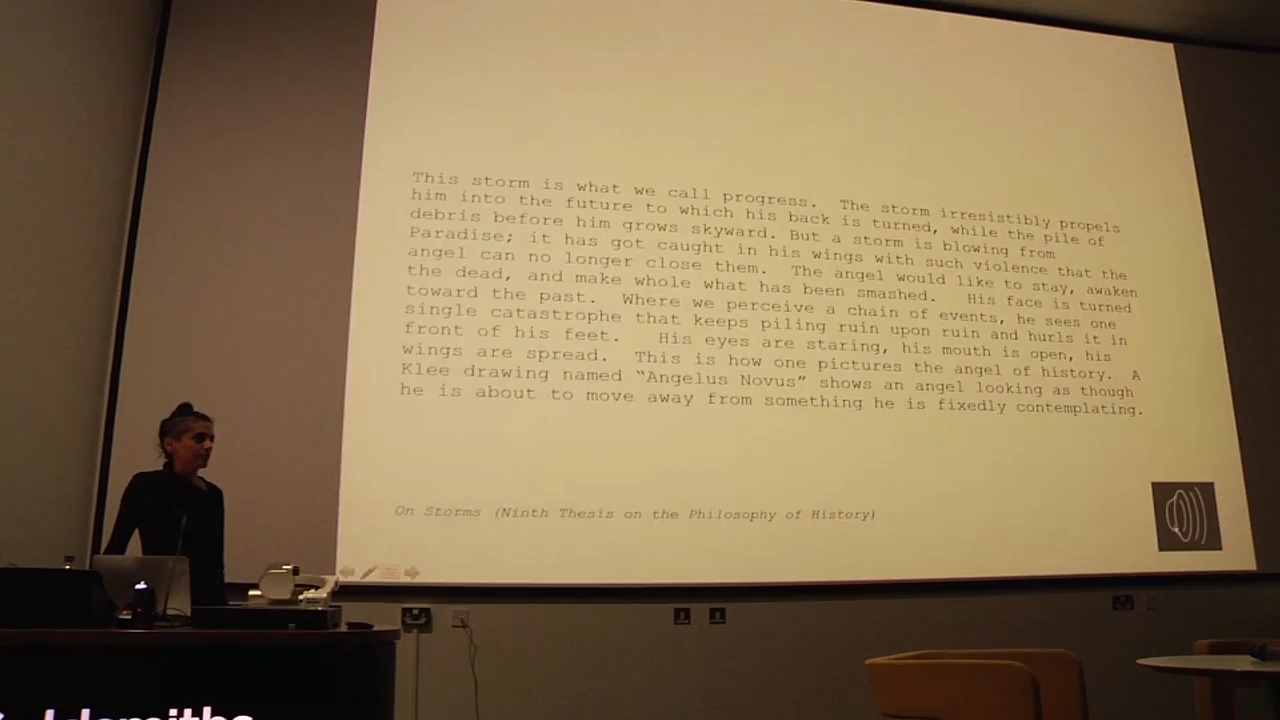 This storm is what we call progress.  The storm irresistibly propels
him into the future to which his back is turned, while the pile of
debris before him grows skyward. But a storm is blowing from
Paradise; it has got caught in his wings with such violence that the
angel can no longer close them.  The angel would like to stay, awaken
the dead, and make whole what has been smashed.   His face is turned
toward the past.  Where we perceive a chain of events, he sees one
single catastrophe that keeps piling ruin upon ruin and hurls it in
front of his feet.   His eyes are staring, his mouth is open, his
wings are spread.  This is how one pictures the angel of history.  A
Klee drawing named “Angelus Novus” shows an angel looking as though
he is about to move away from something he is fixedly contemplating.
On Storms (Ninth Thesis on the Philosophy of History)